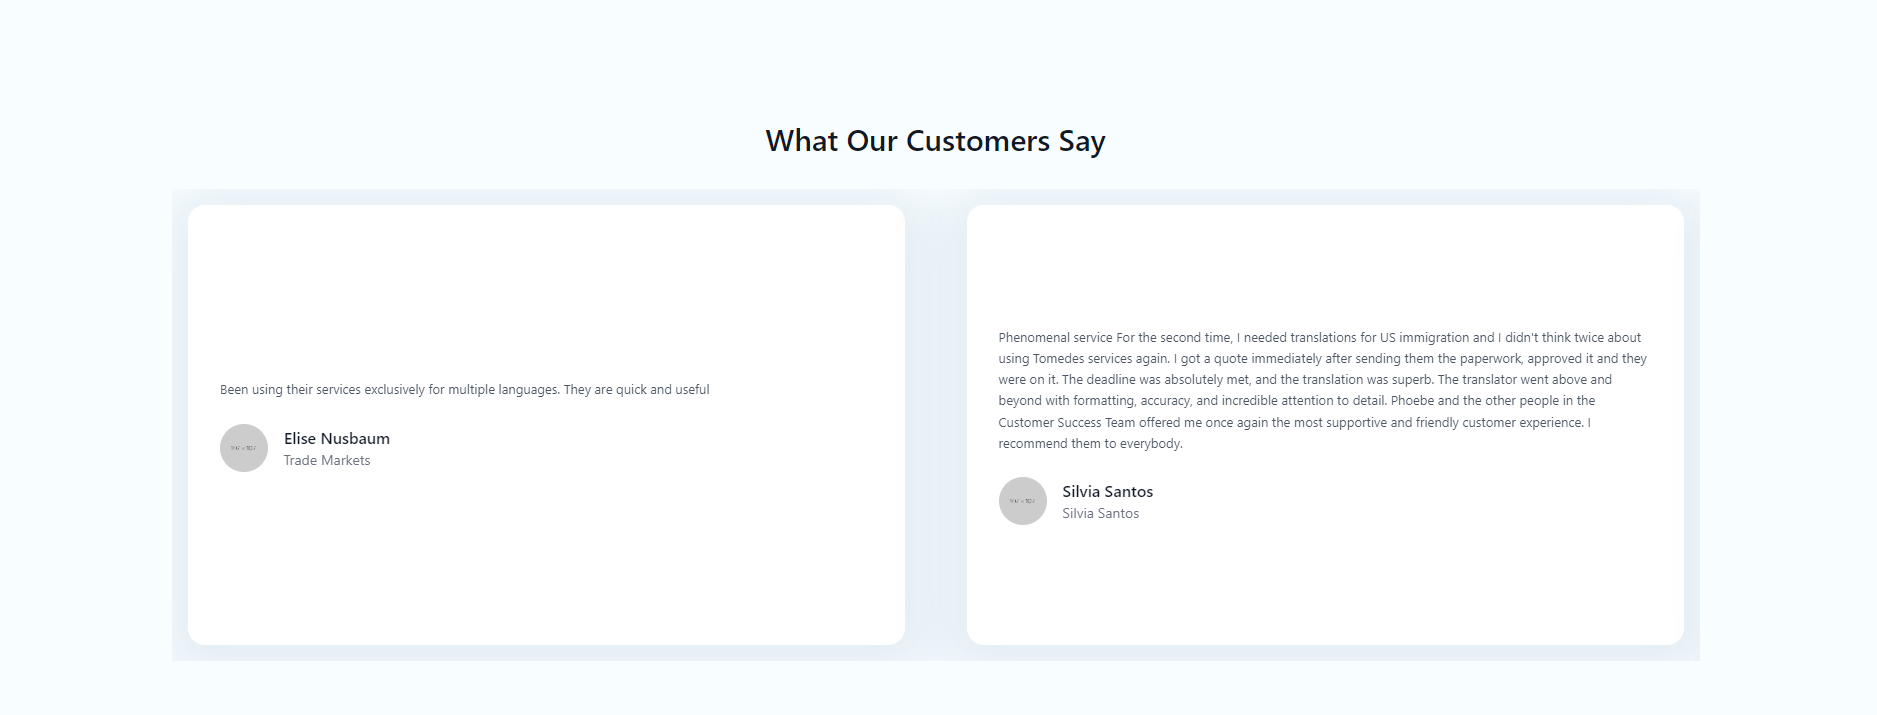 What Our Customers Say
Been using their services exclusively for multiple languages. They are quick and useful
Elise Nusbaum
Trade Markets
Phenomenal service For the second time, I needed translations for US immigration and I didn't think twice about
using Tomedes services again. I got a quote immediately after sending them the paperwork, approved it and they
were on it. The deadline was absolutely met, and the translation was superb. The translator went above and
beyond with formatting, accuracy, and incredible attention to detail. Phoebe and the other people in the
Customer Success Team offered me once again the most supportive and friendly customer experience. I
recommend them to everybody.
Silvia Santos
Silvia Santos